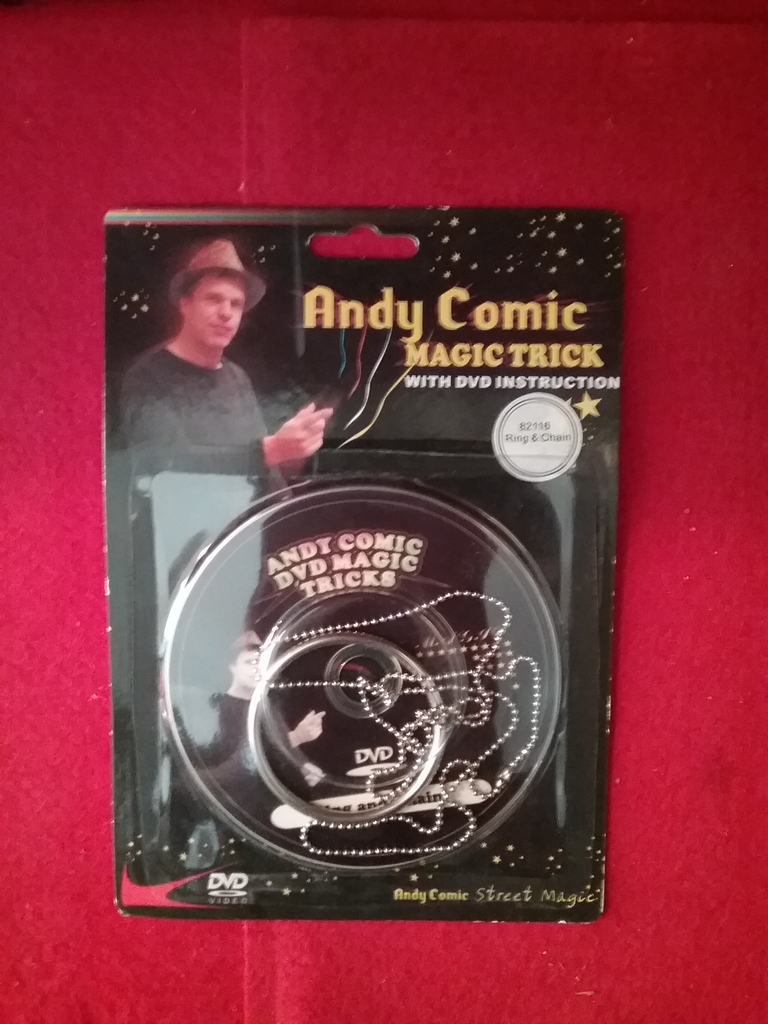 Andy Comic
MAGIC TRICK
WITH DVD INSTRUCTION
82116
Ring & Chain
ANDY COMIC
DVD MAGIC
TRICKS
DVD
DVD
VIDEO
Andy Comic Street Magic